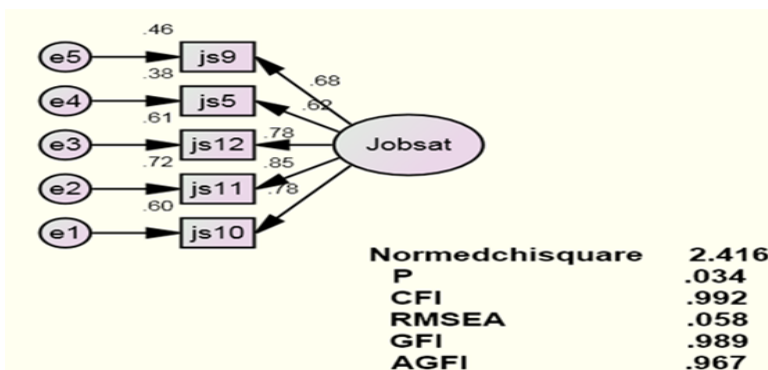 .46
e5 js9
.68
.38
e4 js5
.62
.61
e3 js12 .78 Jobsat
.72 .85
e2 js11
.78
.60
e1 js10
Normedchisquare 2.416
P .034
CFI .992
RMSEA .058
GFI .989
AGFI .967